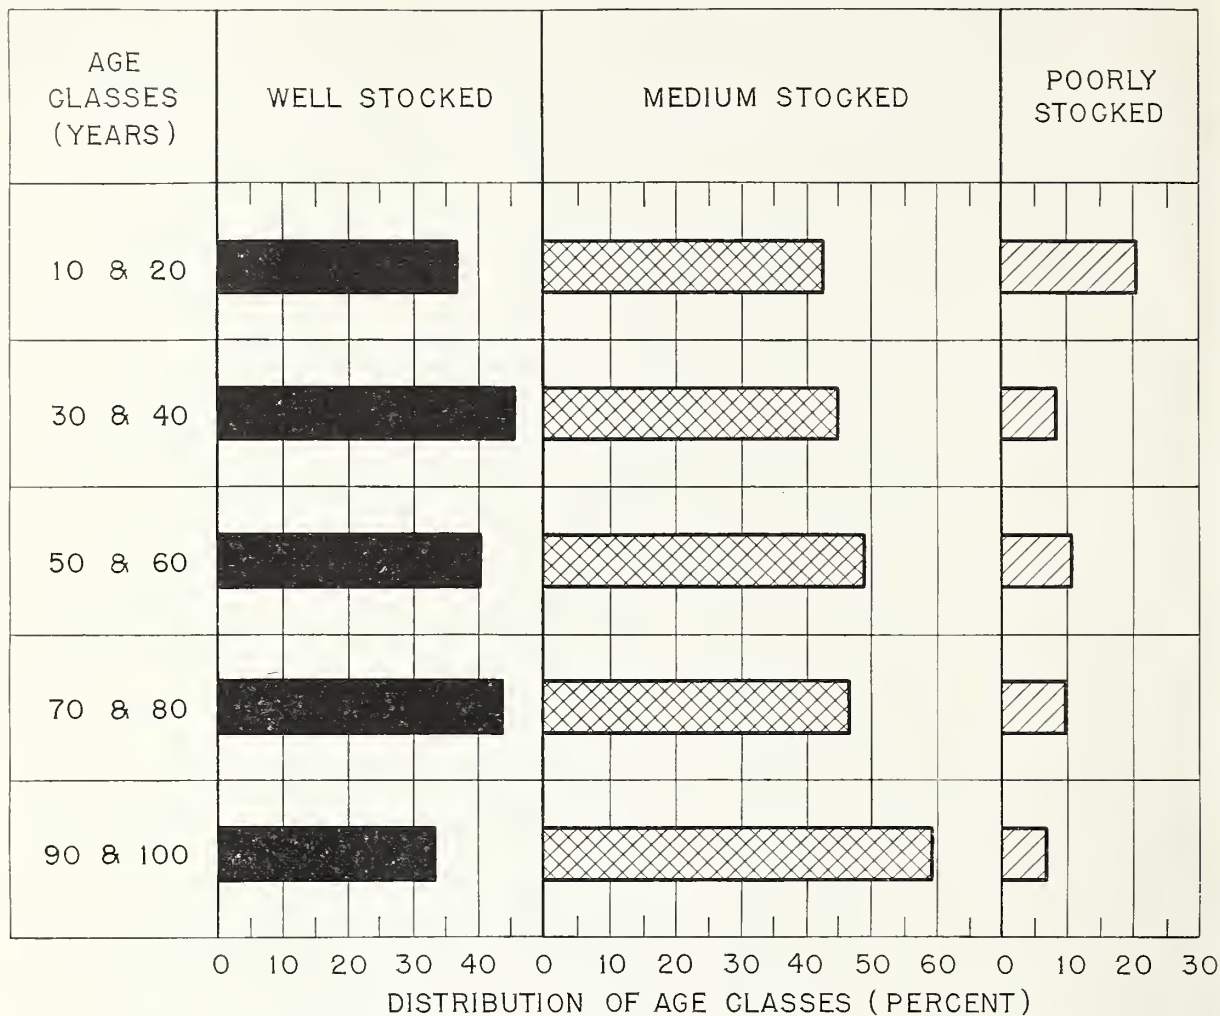 AGE
CLASSES
(YEARS)
WELL STOCKED
MEDIUM STOCKED
POORLY
STOCKED
10 & 20
30 & 40
50 & 60
70 & 80
90 & 100
0 10 20 30 40 0 10 20 30 40 50 60 0 10 20 30
DISTRIBUTION OF AGE CLASSES (PERCENT)